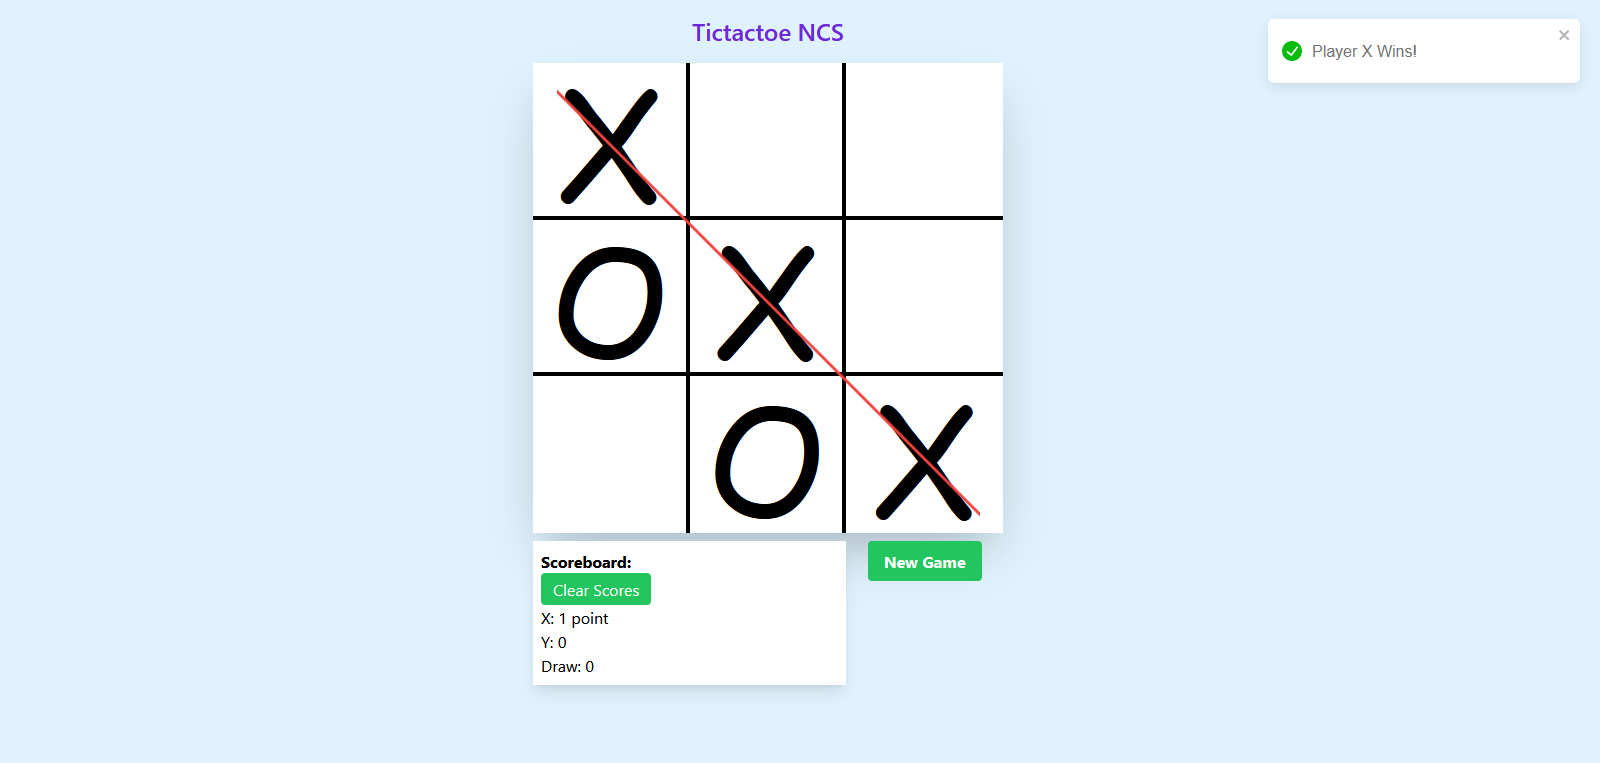 Tictactoe NCS
Player X Wins!
X
O X
O X
Scoreboard:
New Game
Clear Scores
X: 1 point
Y: 0
Draw: 0